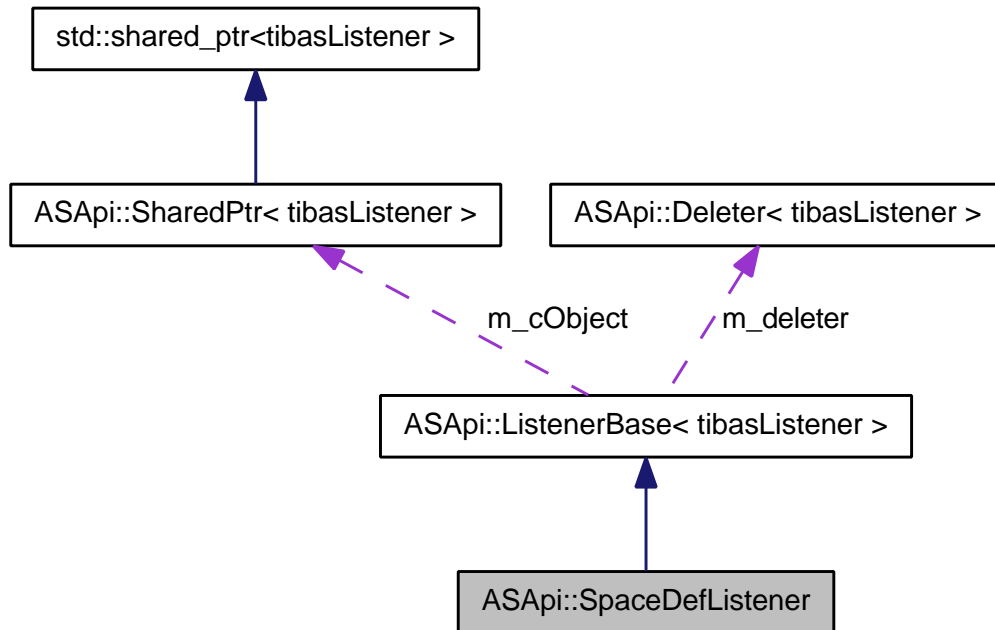 std::shared_ptr<tibasListener >
ASApi::SharedPtr< tibasListener >
ASApi::Deleter< tibasListener >
m_cObject
m_deleter
ASApi::ListenerBase< tibasListener >
ASApi::SpaceDefListener